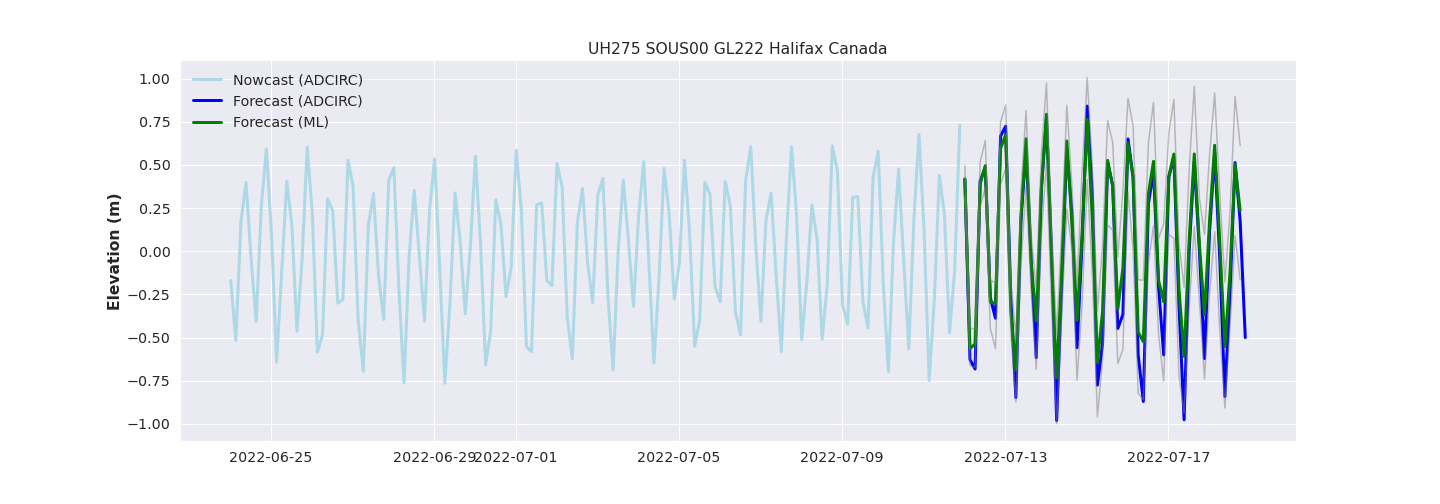 UH275 SOUS00 GL222 Halifax Canada
Nowcast (ADCIRC)
Forecast (ADCIRC)
Forecast (ML)
Elevation (m)
1.00
0.75
0.50
0.25
0.00
−0.25
−0.50
−0.75
−1.00
2022-06-25 2022-06-29 2022-07-01 2022-07-05 2022-07-09 2022-07-13 2022-07-17